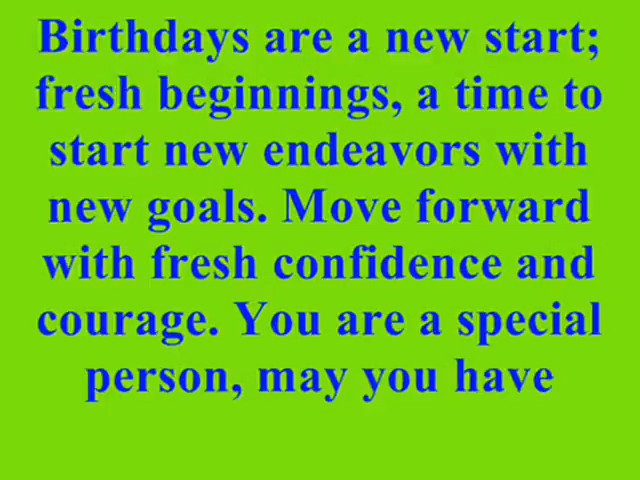 Birthdays are a new start;
fresh beginnings, a time to
start new endeavors with
new goals. Move forward
with fresh confidence and
courage. You are a special
person, may you have